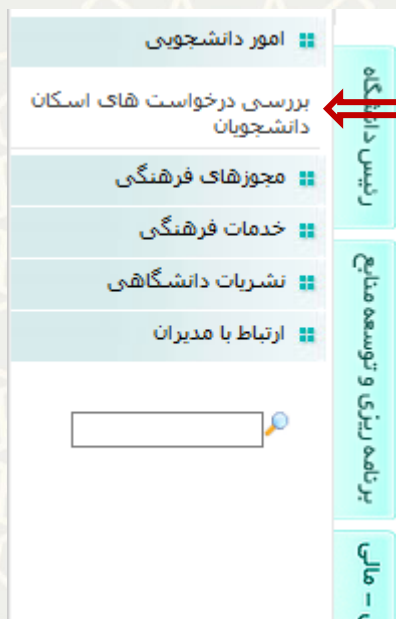 امور دانشجویی
بررسی درخواست های اسکان
دانشجویان
مجوزهای فرهنگی
خدمات فرهنگی
نشریات دانشگاهی
ارتباط با مدیران
رئیس دانشگاه
برنامه ریزی و توسعه منابع
- مالی